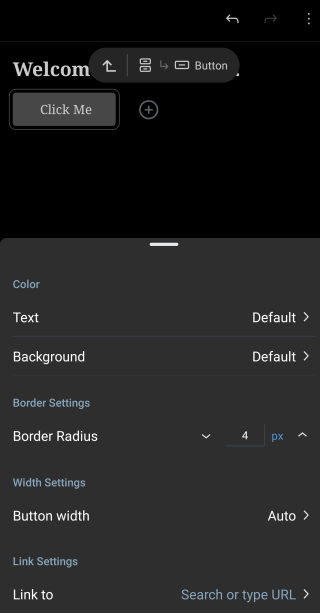 Welcom
Button
Click Me
Color
Text Default
Background Default
Border Settings
Border Radius 4 px
Width Settings
Button width Auto
Link Settings
Link to Search or type URL